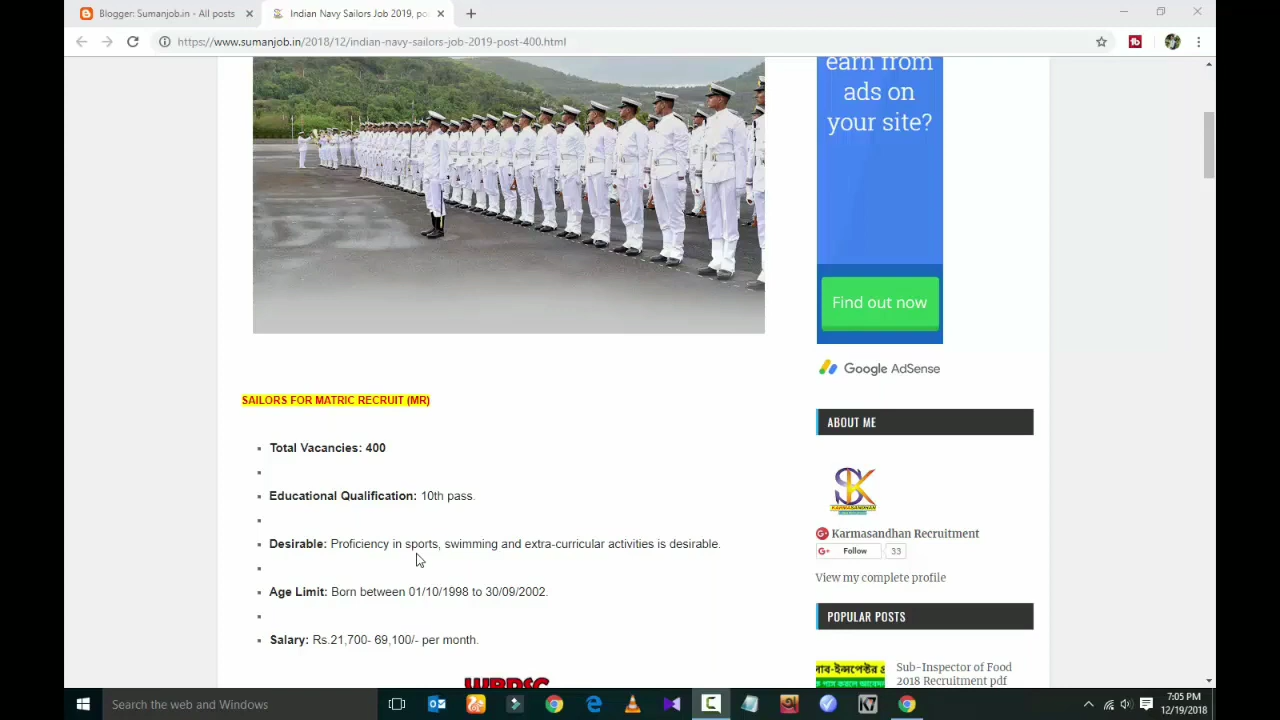 Blogger: Sumanjob.in - All posts
Indian Navy Sailors Job 2019, po
https://www.sumanjob.in/2018/12/indian-navy-sailors-job-2019-post-400.html
earn from
ads on
your site?
Find out now
Google AdSense
SAILORS FOR MATRIC RECRUIT (MR)
Total Vacancies: 400
Educational Qualification: 10th pass.
Desirable: Proficiency in sports, swimming and extra-curricular activities is desirable.
Age Limit: Born between 01/10/1998 to 30/09/2002.
Salary: Rs.21,700- 69,100/- per month.
ABOUT ME
SK
KARMASANDHAN
Karmasandhan Recruitment
G+ Follow 33
View my complete profile
POPULAR POSTS
Sub-Inspector of Food
2018 Recruitment pdf
Search the web and Windows
7:05 PM
12/19/2018